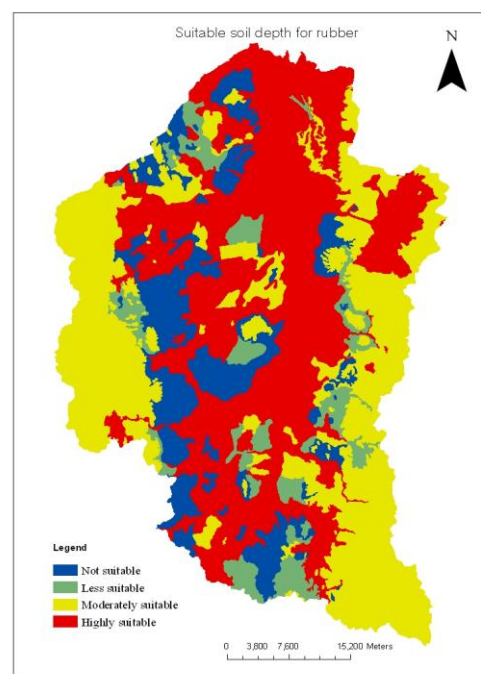 Suitable soil depth for rubber
N
Legend
Not suitable
Less suitable
Moderately suitable
Highly suitable
0 3,800 7,600 15,200 Meters